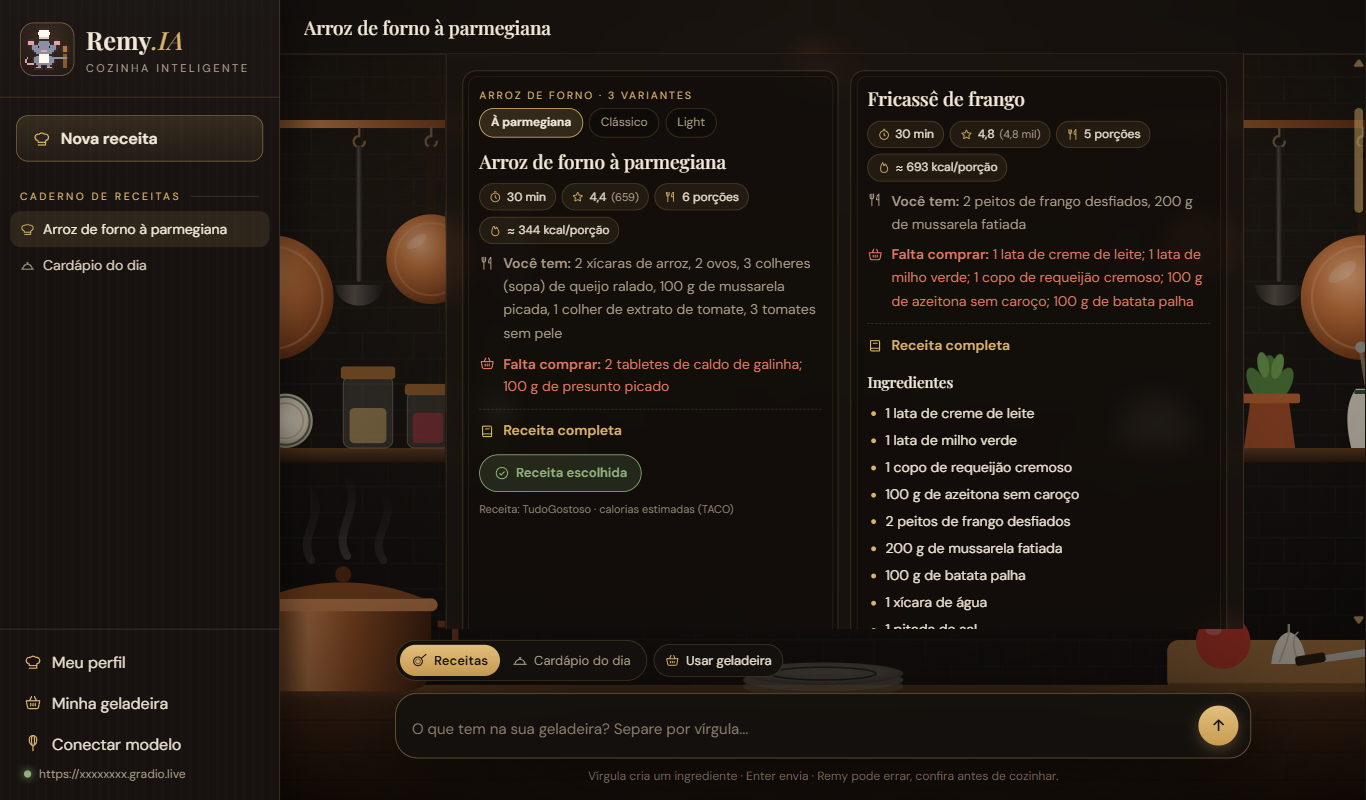 Remy.IA
COZINHA INTELIGENTE
Nova receita
CADERNO DE RECEITAS
Arroz de forno à parmegiana
Cardápio do dia
Meu perfil
Minha geladeira
Conectar modelo
https://xxxxxxxx.gradio.live
Arroz de forno à parmegiana
ARROZ DE FORNO · 3 VARIANTES
À parmegiana
Clássico
Light
Arroz de forno à parmegiana
30 min
4,4 (659)
6 porções
≈ 344 kcal/porção
Você tem: 2 xícaras de arroz, 2 ovos, 3 colheres
(sopa) de queijo ralado, 100 g de mussarela
picada, 1 colher de extrato de tomate, 3 tomates
sem pele
Falta comprar: 2 tabletes de caldo de galinha;
100 g de presunto picado
Receita completa
Receita escolhida
Receita: TudoGostoso · calorias estimadas (TACO)
Fricassê de frango
30 min
4,8 (4,8 mil)
5 porções
≈ 693 kcal/porção
Você tem: 2 peitos de frango desfiados, 200 g
de mussarela fatiada
Falta comprar: 1 lata de creme de leite; 1 lata de
milho verde; 1 copo de requeijão cremoso; 100 g
de azeitona sem caroço; 100 g de batata palha
Receita completa
Ingredientes
1 lata de creme de leite
1 lata de milho verde
1 copo de requeijão cremoso
100 g de azeitona sem caroço
2 peitos de frango desfiados
200 g de mussarela fatiada
100 g de batata palha
1 xícara de água
1 pitada de sal
Receitas
Cardápio do dia
Usar geladeira
O que tem na sua geladeira? Separe por vírgula...
Vírgula cria um ingrediente · Enter envia · Remy pode errar, confira antes de cozinhar.